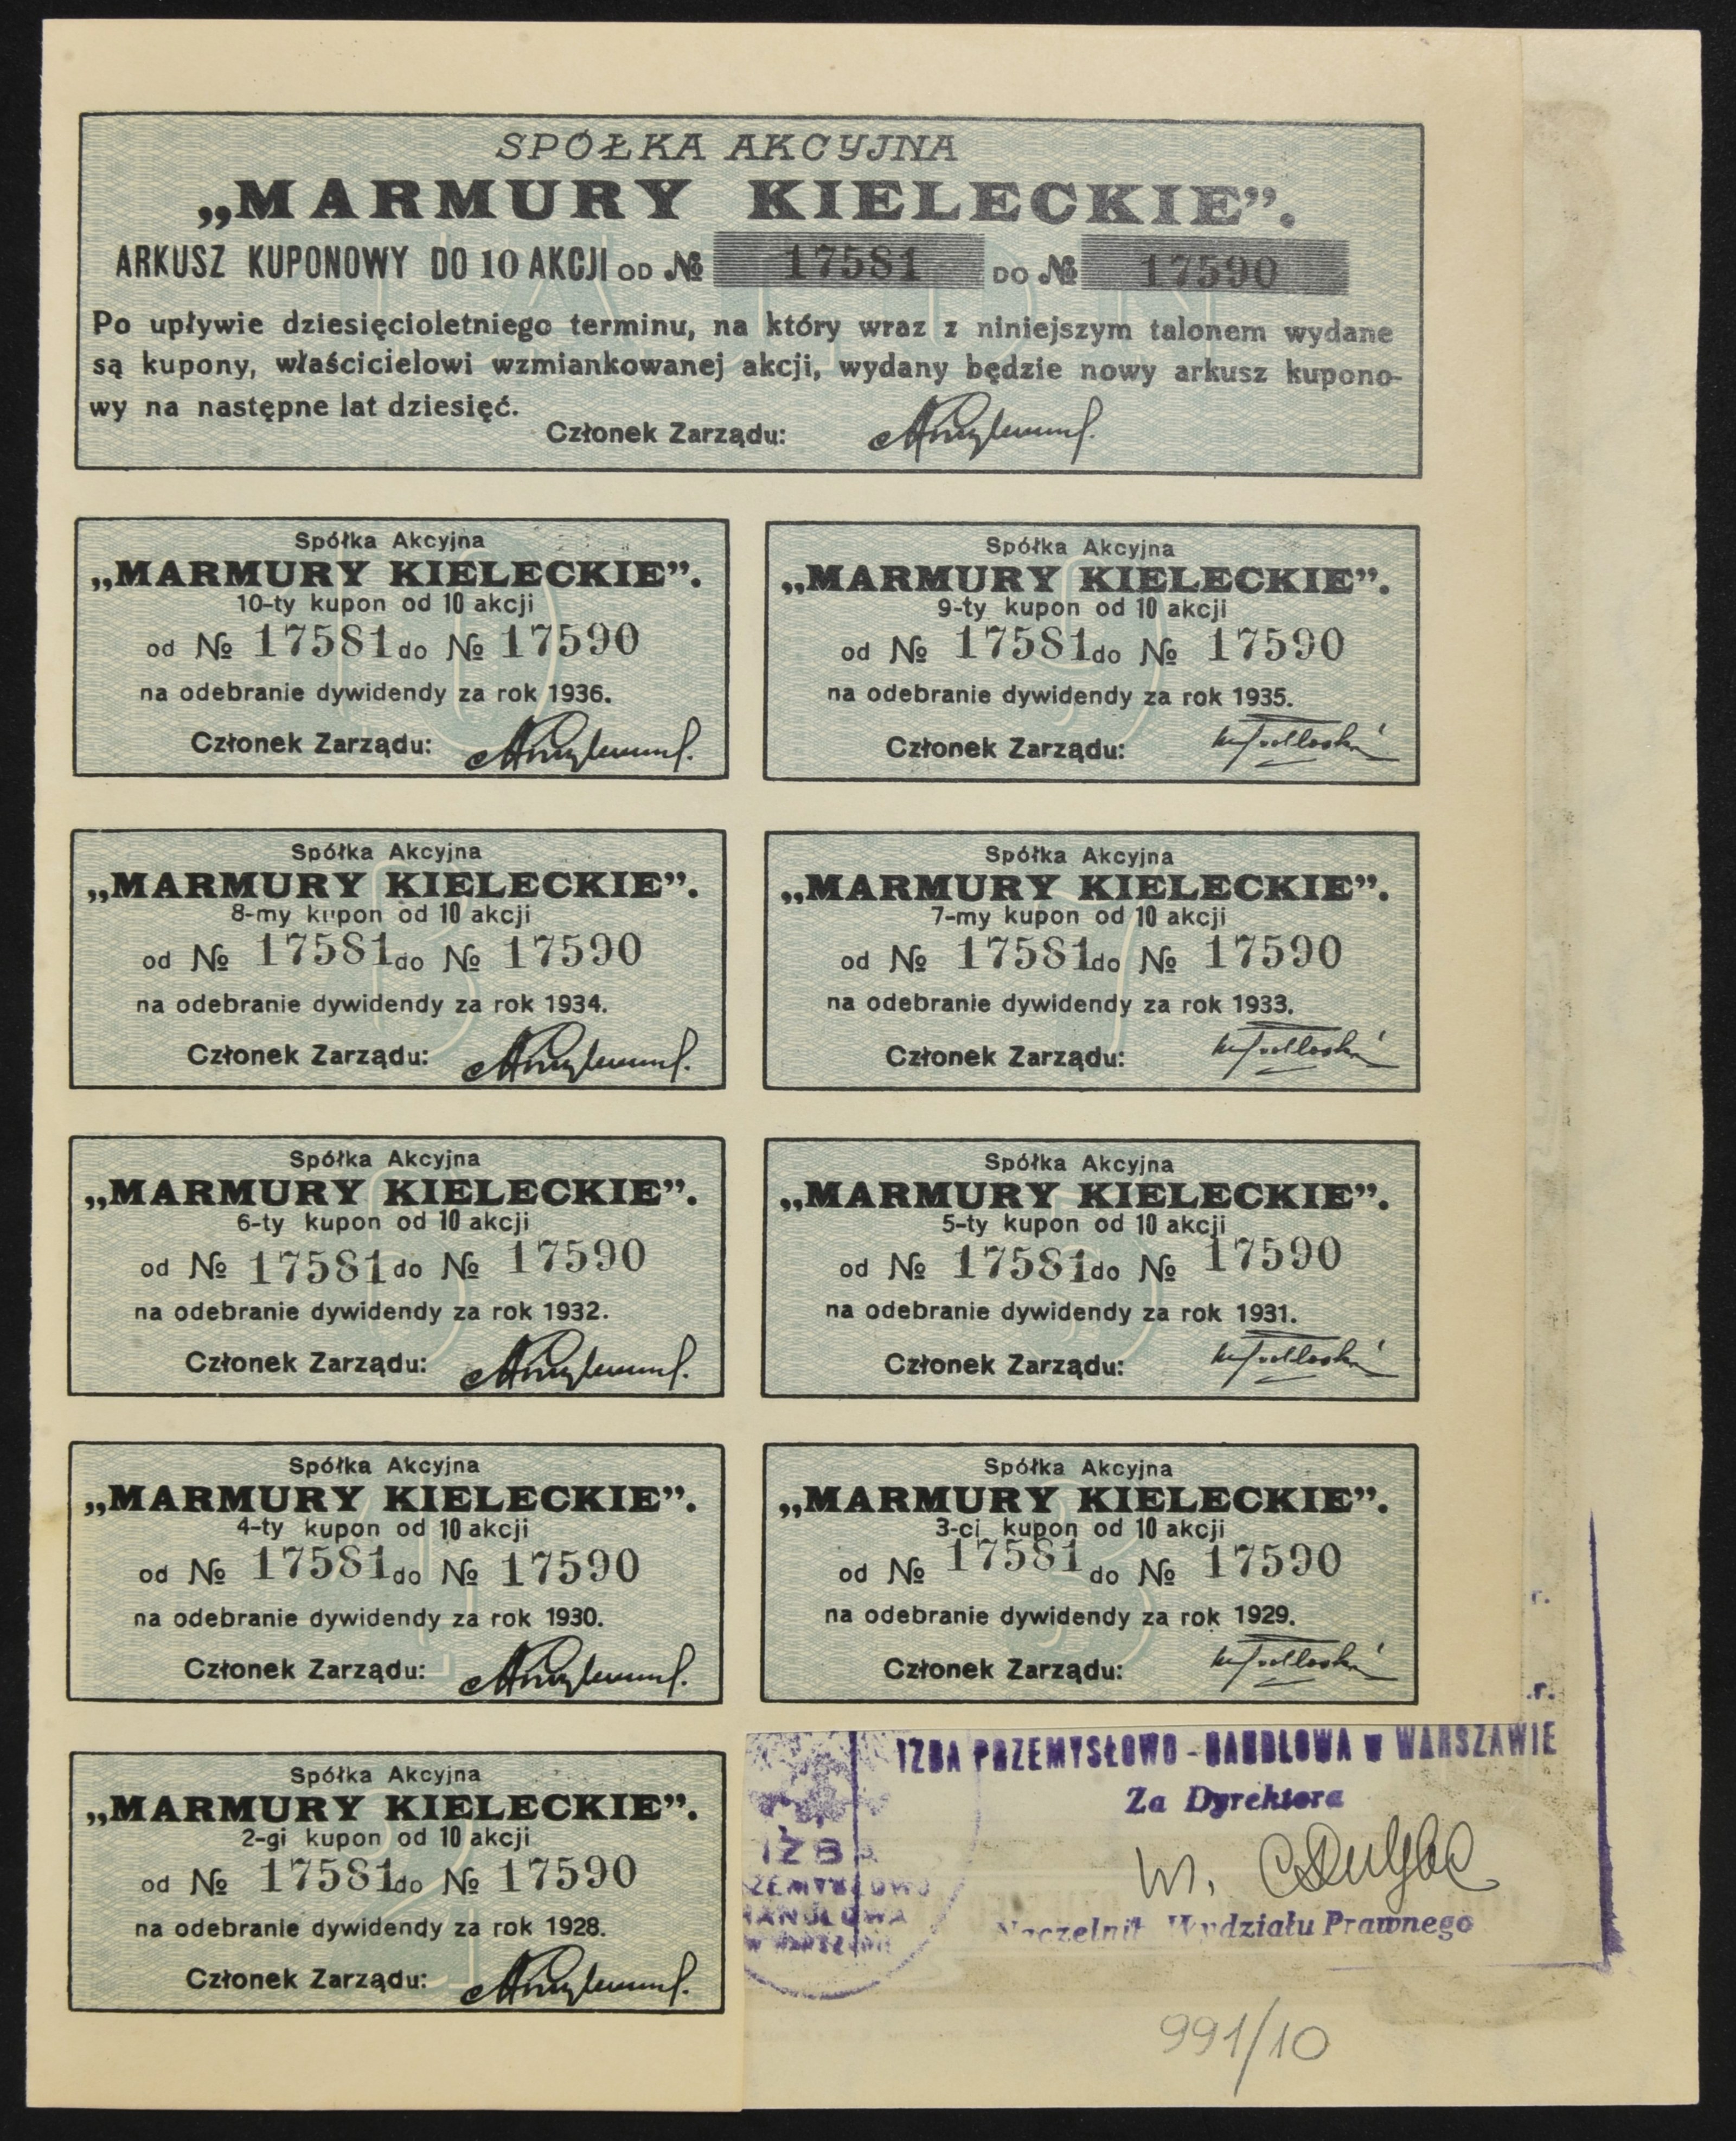 SPÓŁKA AKCYJNA
„MARMURY KIELECKIE”.
ARKUSZ KUPONOWY DO 10 AKCJI OD № 17581 DO № 17590
Po upływie dziesięcioletniego terminu, na który wraz z niniejszym talonem wydane
są kupony, właścicielowi wzmiankowanej akcji, wydany będzie nowy arkusz kupono-
wy na następne lat dziesięć.
Członek Zarządu:
Spółka Akcyjna
„MARMURY KIELECKIE”.
10-ty kupon od 10 akcji
od № 17581 do № 17590
na odebranie dywidendy za rok 1936.
Członek Zarządu:
Spółka Akcyjna
„MARMURY KIELECKIE”.
9-ty kupon od 10 akcji
od № 17581 do № 17590
na odebranie dywidendy za rok 1935.
Członek Zarządu:
Spółka Akcyjna
„MARMURY KIELECKIE”.
8-my kupon od 10 akcji
od № 17581 do № 17590
na odebranie dywidendy za rok 1934.
Członek Zarządu:
Spółka Akcyjna
„MARMURY KIELECKIE”.
7-my kupon od 10 akcji
od № 17581 do № 17590
na odebranie dywidendy za rok 1933.
Członek Zarządu:
Spółka Akcyjna
„MARMURY KIELECKIE”.
6-ty kupon od 10 akcji
od № 17581 do № 17590
na odebranie dywidendy za rok 1932.
Członek Zarządu:
Spółka Akcyjna
„MARMURY KIELECKIE”.
5-ty kupon od 10 akcji
od № 17581 do № 17590
na odebranie dywidendy za rok 1931.
Członek Zarządu:
Spółka Akcyjna
„MARMURY KIELECKIE”.
4-ty kupon od 10 akcji
od № 17581 do № 17590
na odebranie dywidendy za rok 1930.
Członek Zarządu:
Spółka Akcyjna
„MARMURY KIELECKIE”.
3-ci kupon od 10 akcji
od № 17581 do № 17590
na odebranie dywidendy za rok 1929.
Członek Zarządu:
r.
.r.
Spółka Akcyjna
„MARMURY KIELECKIE”.
2-gi kupon od 10 akcji
od № 17581 do № 17590
na odebranie dywidendy za rok 1928.
Członek Zarządu:
IZBA PRZEMYSŁOWO-HANDLOWA w WARSZAWIE
Za Dyrektora
Naczelnik Wydziału Prawnego
IZBA
ZEMYSŁOWO
HANDLOWA
W WARSZAWIE
991/10